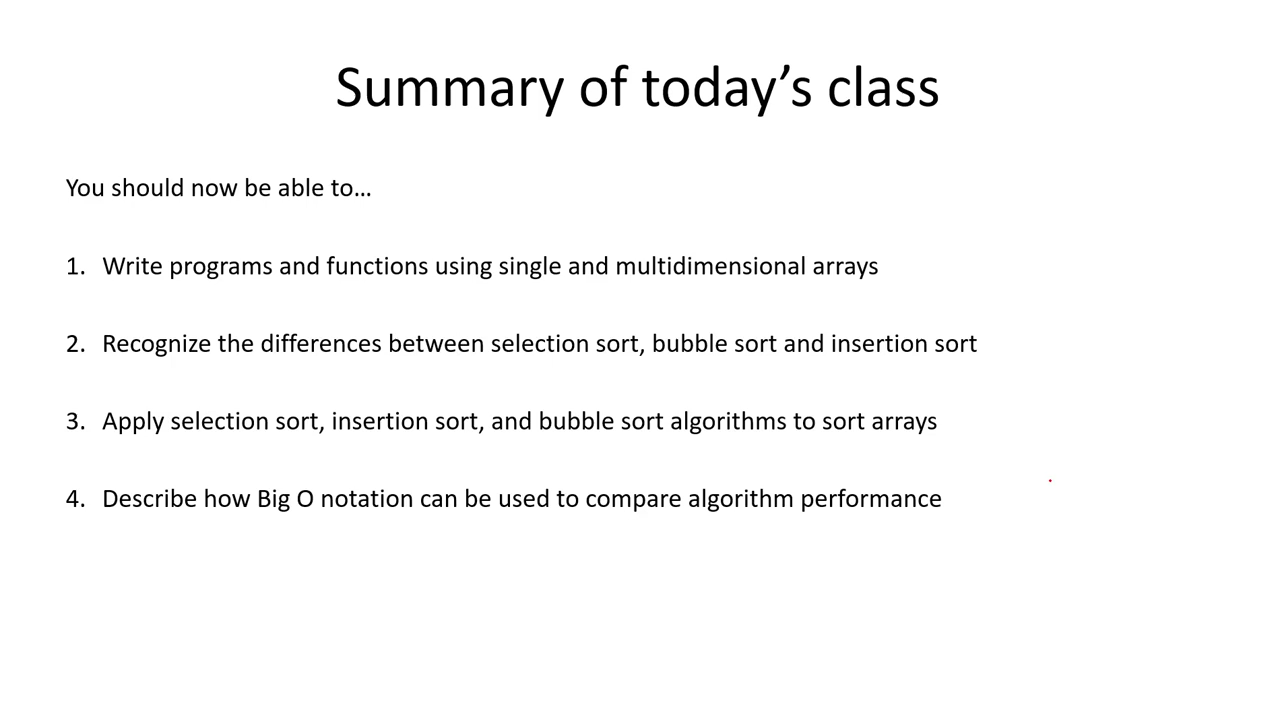 Summary of today’s class
You should now be able to…
1. Write programs and functions using single and multidimensional arrays
2. Recognize the differences between selection sort, bubble sort and insertion sort
3. Apply selection sort, insertion sort, and bubble sort algorithms to sort arrays
4. Describe how Big O notation can be used to compare algorithm performance